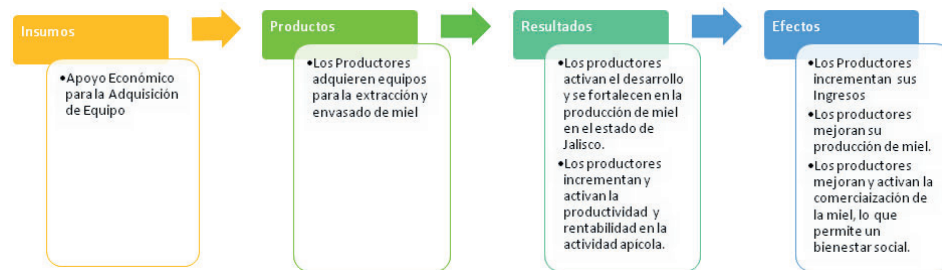 Insumos
•Apoyo Económico
para la Adquisición
de Equipo
Productos
•Los Productores
adquieren equipos
para la extracción y
envasado de miel
Resultados
•Los productores
activan el desarrollo
y se fortalecen en la
producción de miel
en el estado de
Jalisco.
•Los productores
incrementan y
activan la
productividad y
rentabilidad en la
actividad apícola.
Efectos
•Los Productores
incrementan sus
Ingresos
•Los productores
mejoran su
producción de miel.
•Los productores
mejoran y activan la
comerciaización de
la miel, lo que
permite un
bienestar social.